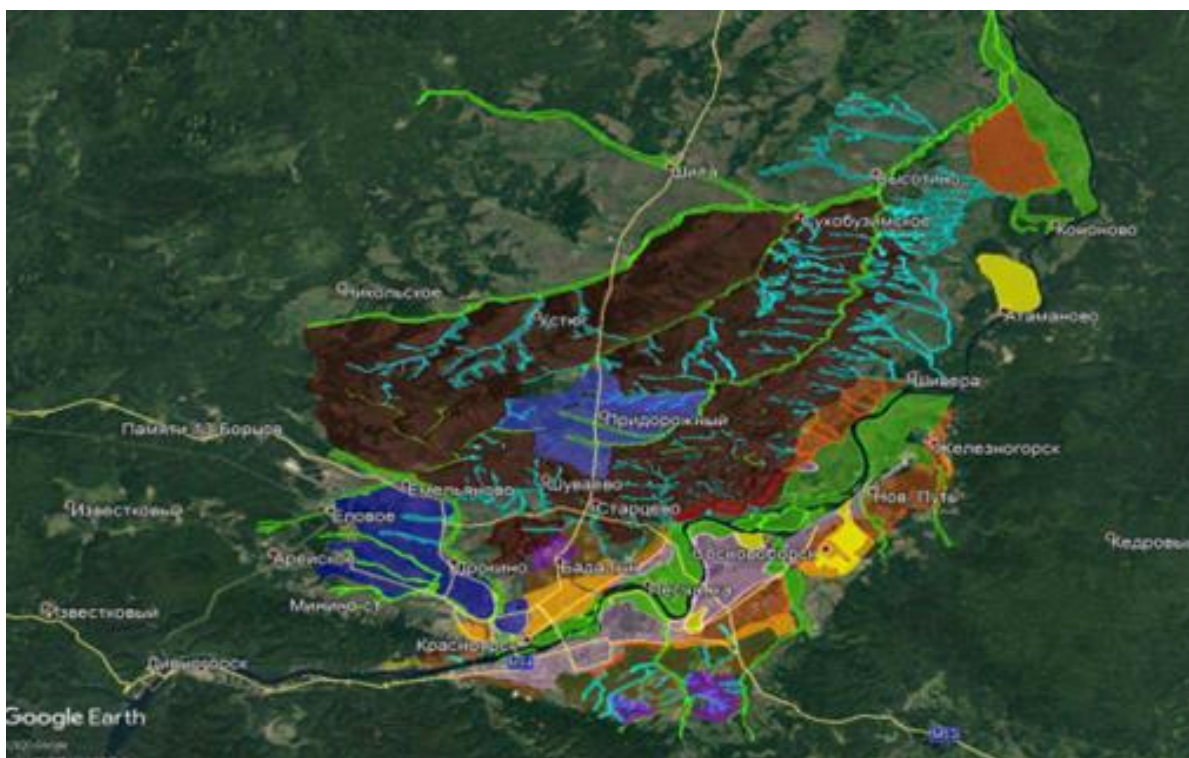 Шила
Высотино
Сухобузимское
Кононово
Никольское
Устюг
Атаманово
Шивера
Памяти 13 Борцов
Придорожный
Железногорск
Емельяново
Шуваево
Нов. Путь
Известковый
Еловое
Старцево
Арейское
Дрокино
Бадалык
Сосновоборск
Кедровый
Песчанка
Минино ст.
Известковый
Красноярск
Дивногорск
Google Earth